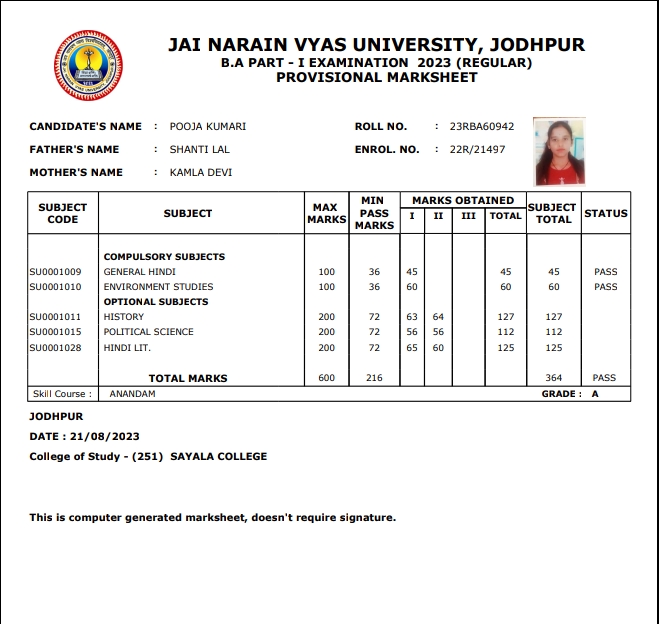 JAI NARAIN VYAS UNIVERSITY, JODHPUR
B.A PART - I EXAMINATION 2023 (REGULAR)
PROVISIONAL MARKSHEET
CANDIDATE'S NAME : POOJA KUMARI ROLL NO. : 23RBA60942
FATHER'S NAME : SHANTI LAL ENROL. NO. : 22R/21497
MOTHER'S NAME : KAMLA DEVI
SUBJECT CODE SUBJECT MAX MARKS MIN PASS MARKS MARKS OBTAINED SUBJECT TOTAL STATUS
I II III TOTAL
COMPULSORY SUBJECTS
SU0001009 GENERAL HINDI 100 36 45 45 45 PASS
SU0001010 ENVIRONMENT STUDIES 100 36 60 60 60 PASS
OPTIONAL SUBJECTS
SU0001011 HISTORY 200 72 63 64 127 127
SU0001015 POLITICAL SCIENCE 200 72 56 56 112 112
SU0001028 HINDI LIT. 200 72 65 60 125 125
TOTAL MARKS 600 216 364 PASS
Skill Course : ANANDAM GRADE : A
JODHPUR
DATE : 21/08/2023
College of Study - (251) SAYALA COLLEGE
This is computer generated marksheet, doesn't require signature.